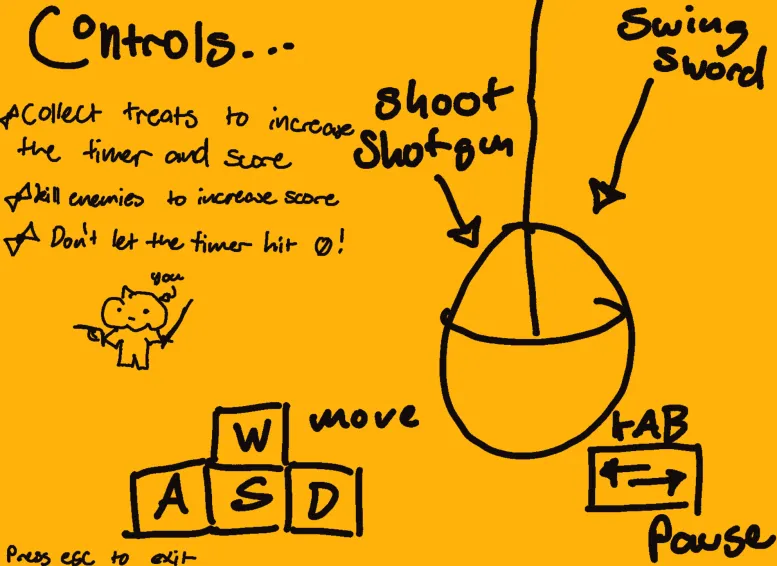 Controls...
Collect treats to increase
the timer and score
kill enemies to increase score
Don't let the timer hit 0!
you
shoot
shotgun
swing
sword
W
move
A S D
tAB
Pause
Press esc to exit